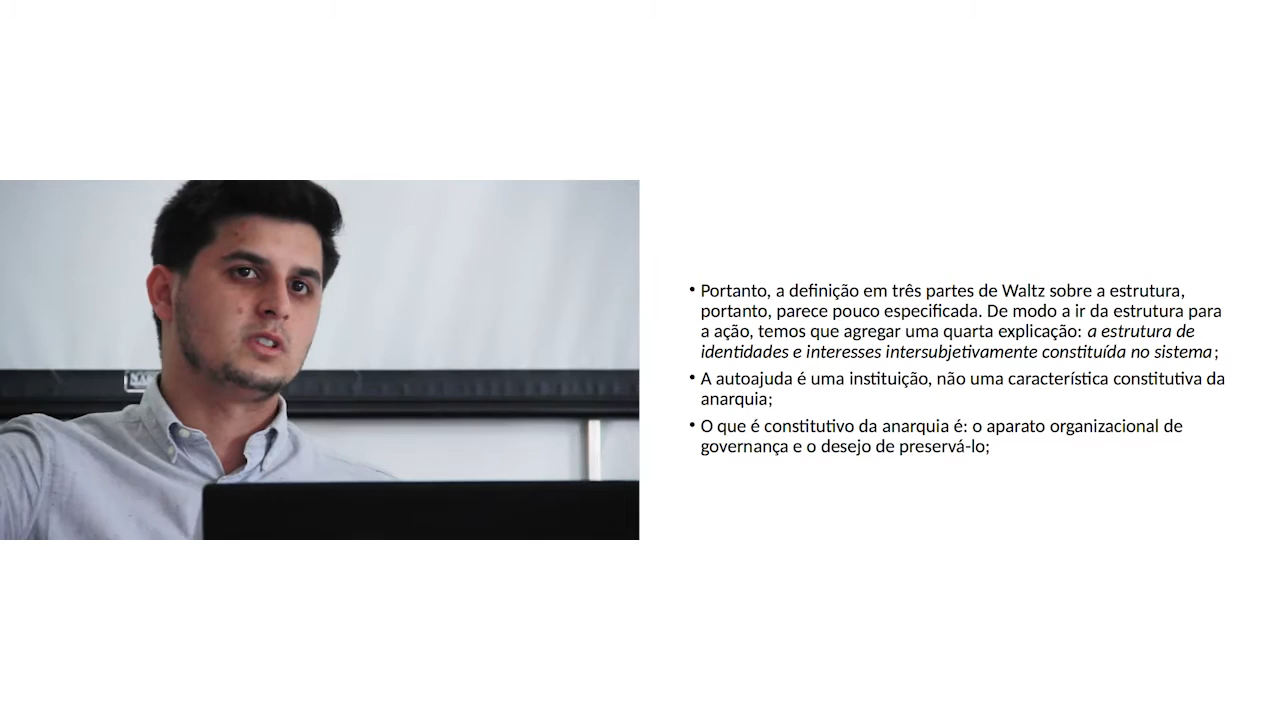 • Portanto, a definição em três partes de Waltz sobre a estrutura,
portanto, parece pouco especificada. De modo a ir da estrutura para
a ação, temos que agregar uma quarta explicação: a estrutura de
identidades e interesses intersubjetivamente constituída no sistema;
• A autoajuda é uma instituição, não uma característica constitutiva da
anarquia;
• O que é constitutivo da anarquia é: o aparato organizacional de
governança e o desejo de preservá-lo;